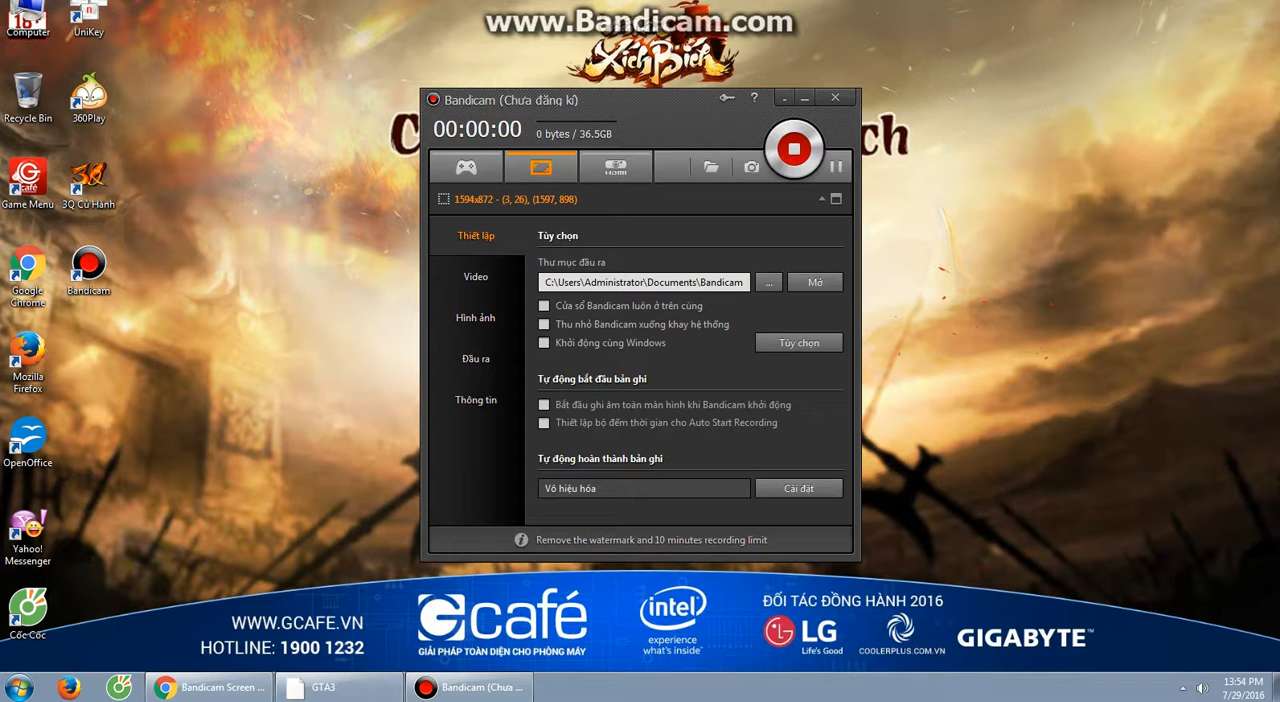 www.Bandicam.com
Xích Bích
Computer
UniKey
Recycle Bin
360Play
Game Menu
3Q Củ Hành
Google Chrome
Bandicam
Mozilla Firefox
OpenOffice
Yahoo! Messenger
Cốc Cốc
Bandicam (Chưa đăng kí)
00:00:00
0 bytes / 36.5GB
HDMI
1594x872 - (3, 26), (1597, 898)
Thiết lập
Video
Hình ảnh
Đầu ra
Thông tin
Tùy chọn
Thư mục đầu ra
C:\Users\Administrator\Documents\Bandicam
...
Mở
Cửa sổ Bandicam luôn ở trên cùng
Thu nhỏ Bandicam xuống khay hệ thống
Khởi động cùng Windows
Tùy chọn
Tự động bắt đầu bản ghi
Bắt đầu ghi âm toàn màn hình khi Bandicam khởi động
Thiết lập bộ đếm thời gian cho Auto Start Recording
Tự động hoàn thành bản ghi
Vô hiệu hóa
Cài đặt
Remove the watermark and 10 minutes recording limit
WWW.GCAFE.VN
HOTLINE: 1900 1232
Gcafé
GIẢI PHÁP TOÀN DIỆN CHO PHÒNG MÁY
intel
experience
what's inside
ĐỐI TÁC ĐỒNG HÀNH 2016
LG
Life's Good
COOLERPLUS.COM.VN
GIGABYTE™
Bandicam Screen ...
GTA3
Bandicam (Chưa ...
13:54 PM
7/29/2016